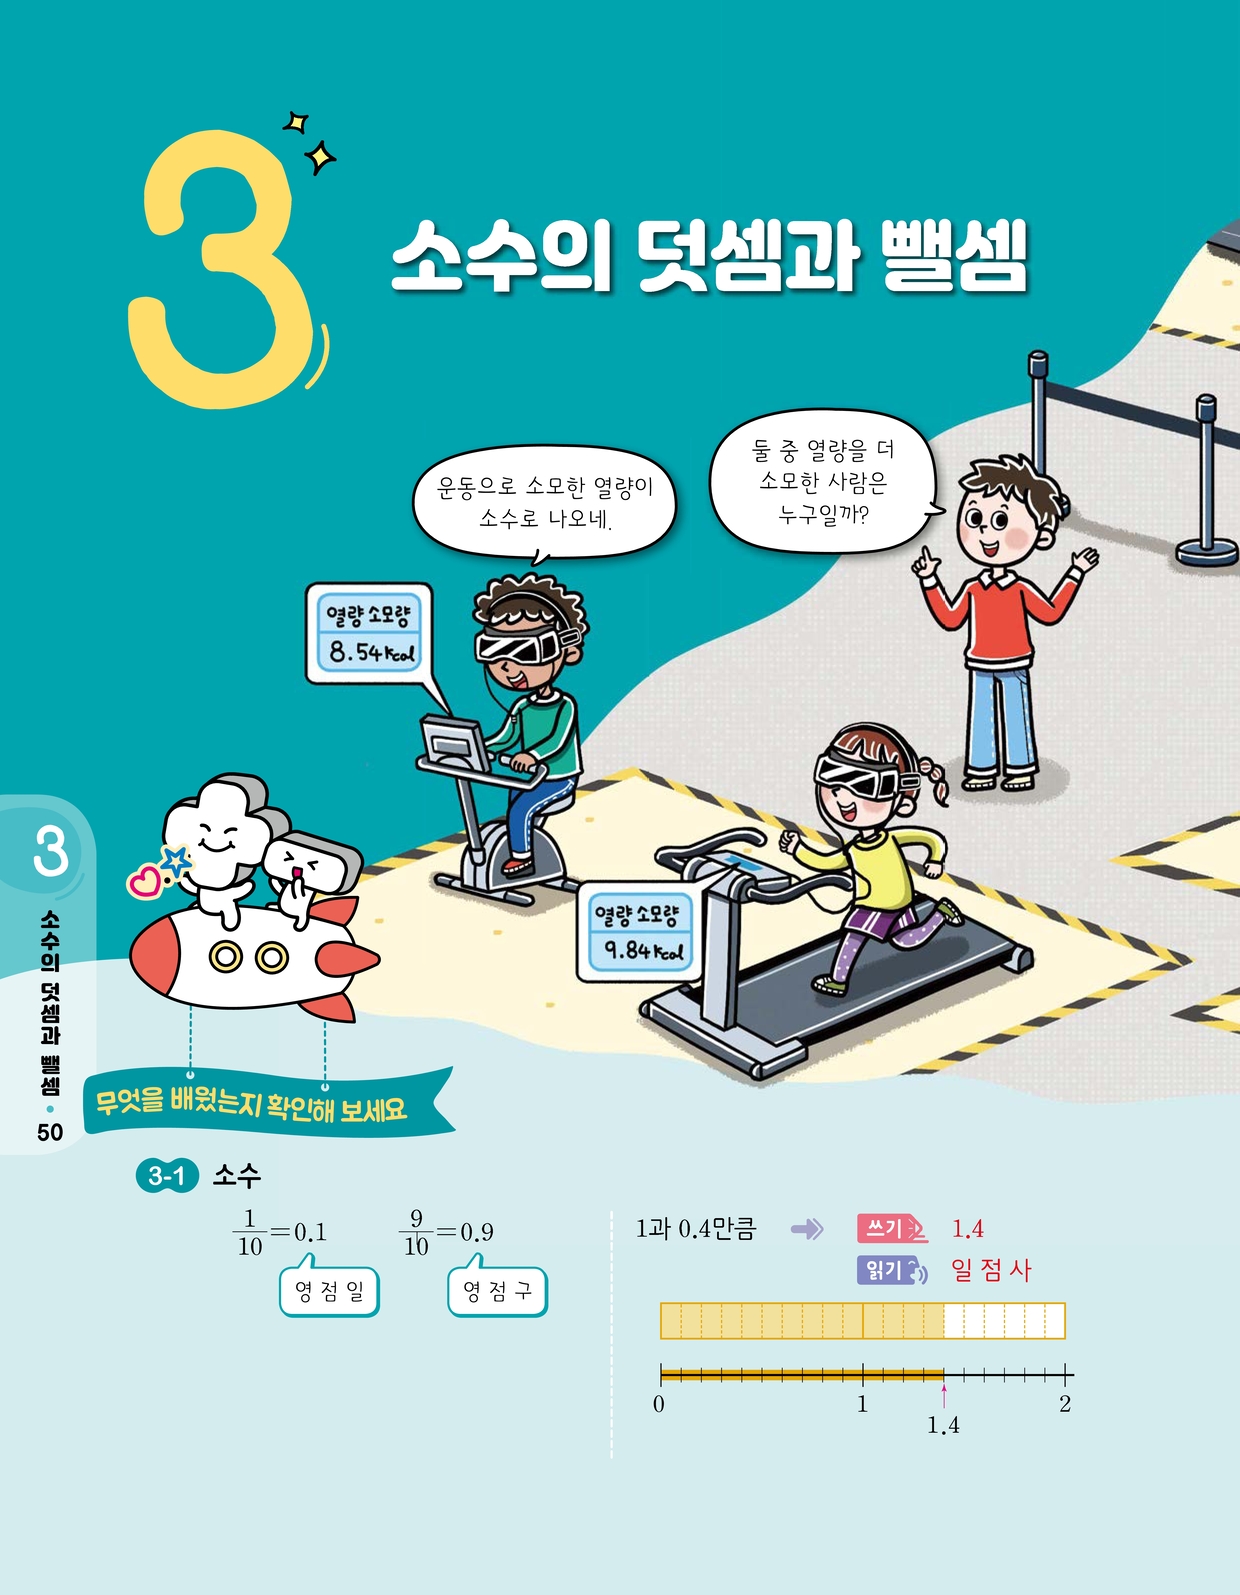 3
소수의 덧셈과 뺄셈
둘 중 열량을 더
소모한 사람은
누구일까?
운동으로 소모한 열량이
소수로 나오네.
열량 소모량
8.54 kcal
열량 소모량
9.84 kcal
3
소수의 덧셈과 뺄셈
50
무엇을 배웠는지 확인해 보세요
3-1 소수
1/10=0.1
9/10=0.9
영 점 일
영 점 구
1과 0.4만큼
쓰기 1.4
읽기 일 점 사
0 1 2
1.4